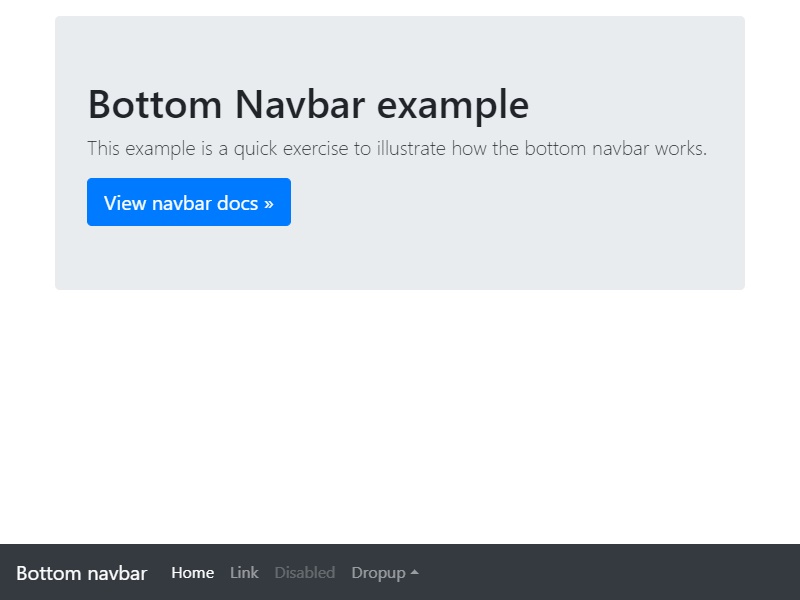 Bottom Navbar example
This example is a quick exercise to illustrate how the bottom navbar works.
View navbar docs »
Bottom navbar Home Link Disabled Dropup